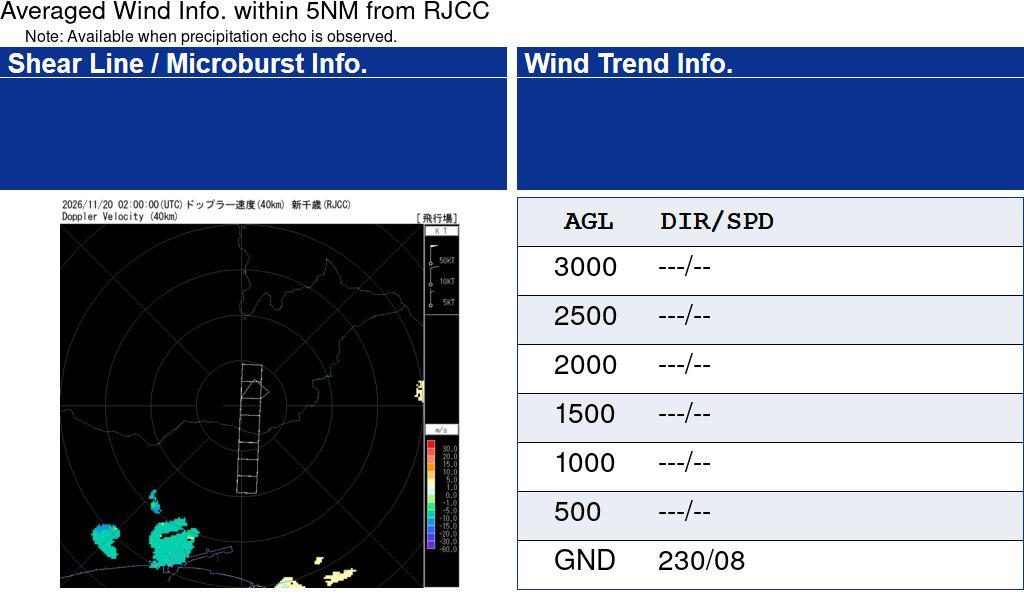 Averaged Wind Info. within 5NM from RJCC
Note: Available when precipitation echo is observed.
Shear Line / Microburst Info.
Wind Trend Info.
2026/11/20 02:00:00(UTC) ドップラー速度(40km) 新千歳(RJCC)
Doppler Velocity (40km)
[飛行場]
KT
50KT
10KT
5KT
m/s
30.0
20.0
15.0
10.0
5.0
1.0
0.0
-1.0
-5.0
-10.0
-15.0
-20.0
-30.0
-60.0
AGL DIR/SPD
3000 ---/--
2500 ---/--
2000 ---/--
1500 ---/--
1000 ---/--
500 ---/--
GND 230/08